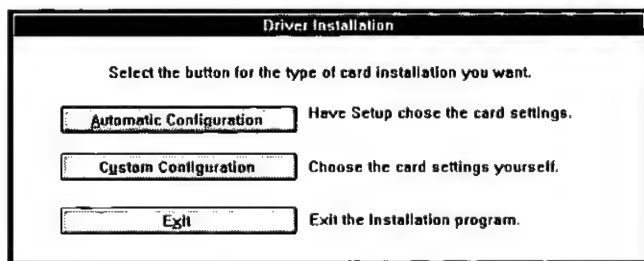 Driver Installation
Select the button for the type of card installation you want.
Automatic Configuration Have Setup chose the card settings.
Custom Configuration Choose the card settings yourself.
Exit Exit the Installation program.